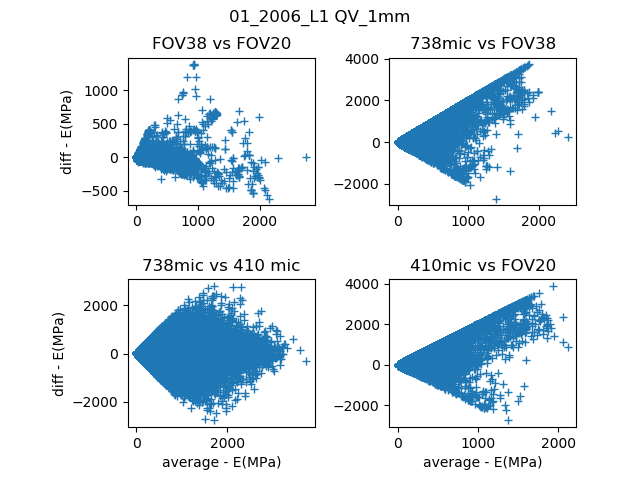 01_2006_L1 QV_1mm
FOV38 vs FOV20
738mic vs FOV38
diff - E(MPa)
1000
500
0
−500
0
1000
2000
4000
2000
0
−2000
0
1000
2000
738mic vs 410 mic
410mic vs FOV20
diff - E(MPa)
2000
0
−2000
0
2000
average - E(MPa)
4000
2000
0
−2000
0
1000
2000
average - E(MPa)